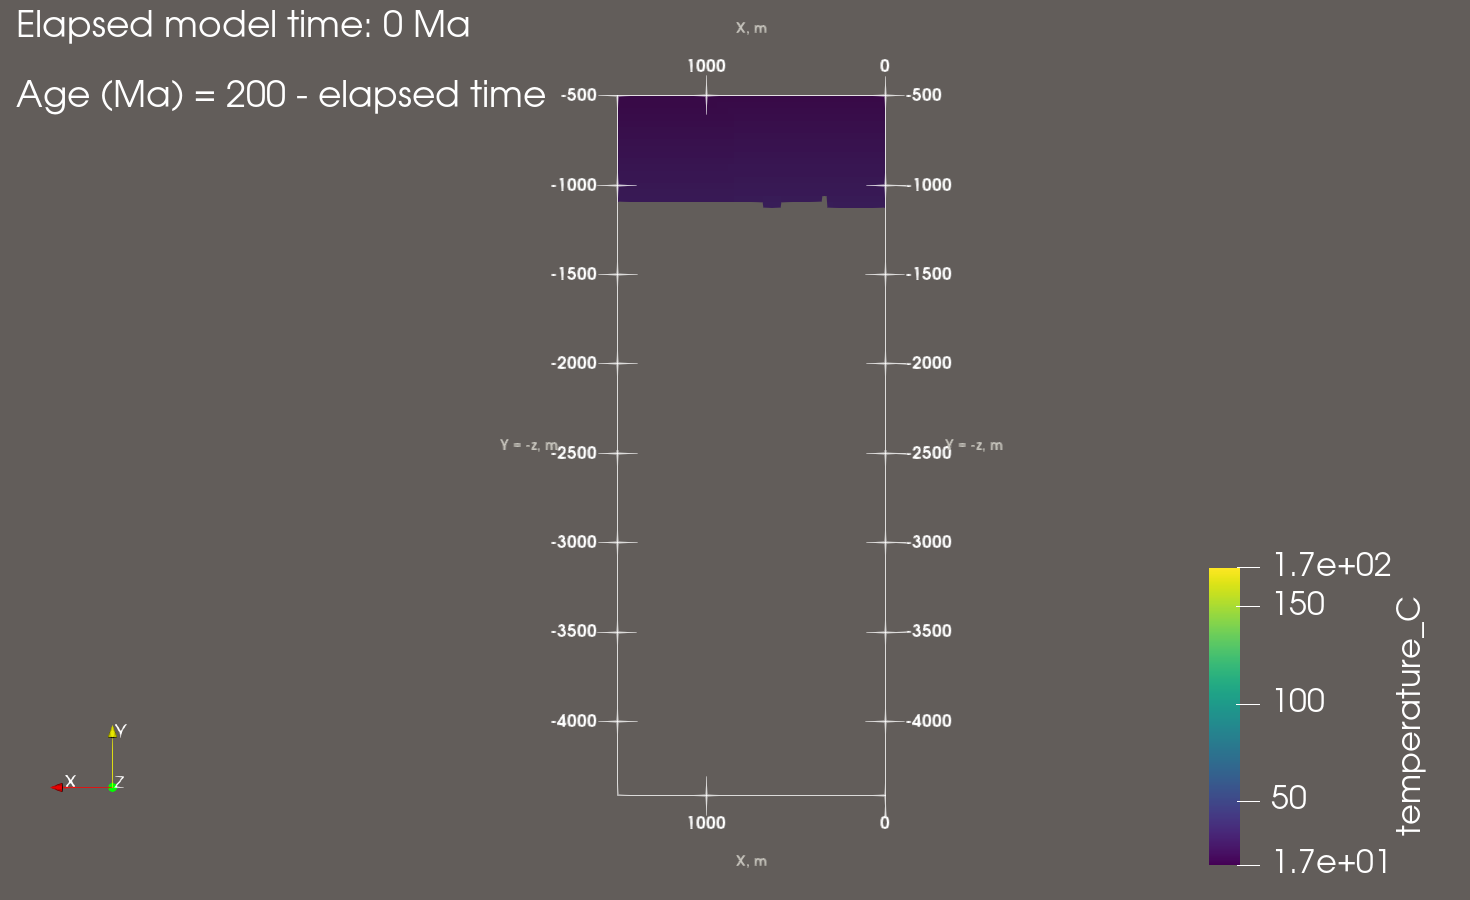 Elapsed model time: 0 Ma
X, m
1000 0
Age (Ma) = 200 - elapsed time
-500 -500
-1000 -1000
-1500 -1500
-2000 -2000
Y = -z, m Y = -z, m
-2500 -2500
-3000 -3000
-3500 -3500
-4000 -4000
1000 0
X, m
Y
X Z
1.7e+02
150
100
50
1.7e+01
temperature_C